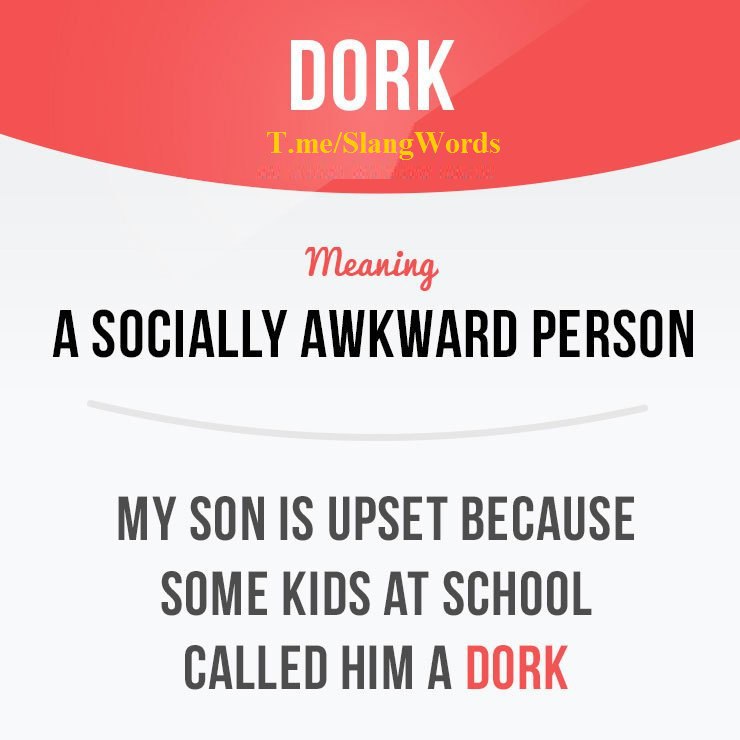 DORK
T.me/SlangWords
Meaning
A SOCIALLY AWKWARD PERSON
MY SON IS UPSET BECAUSE
SOME KIDS AT SCHOOL
CALLED HIM A DORK